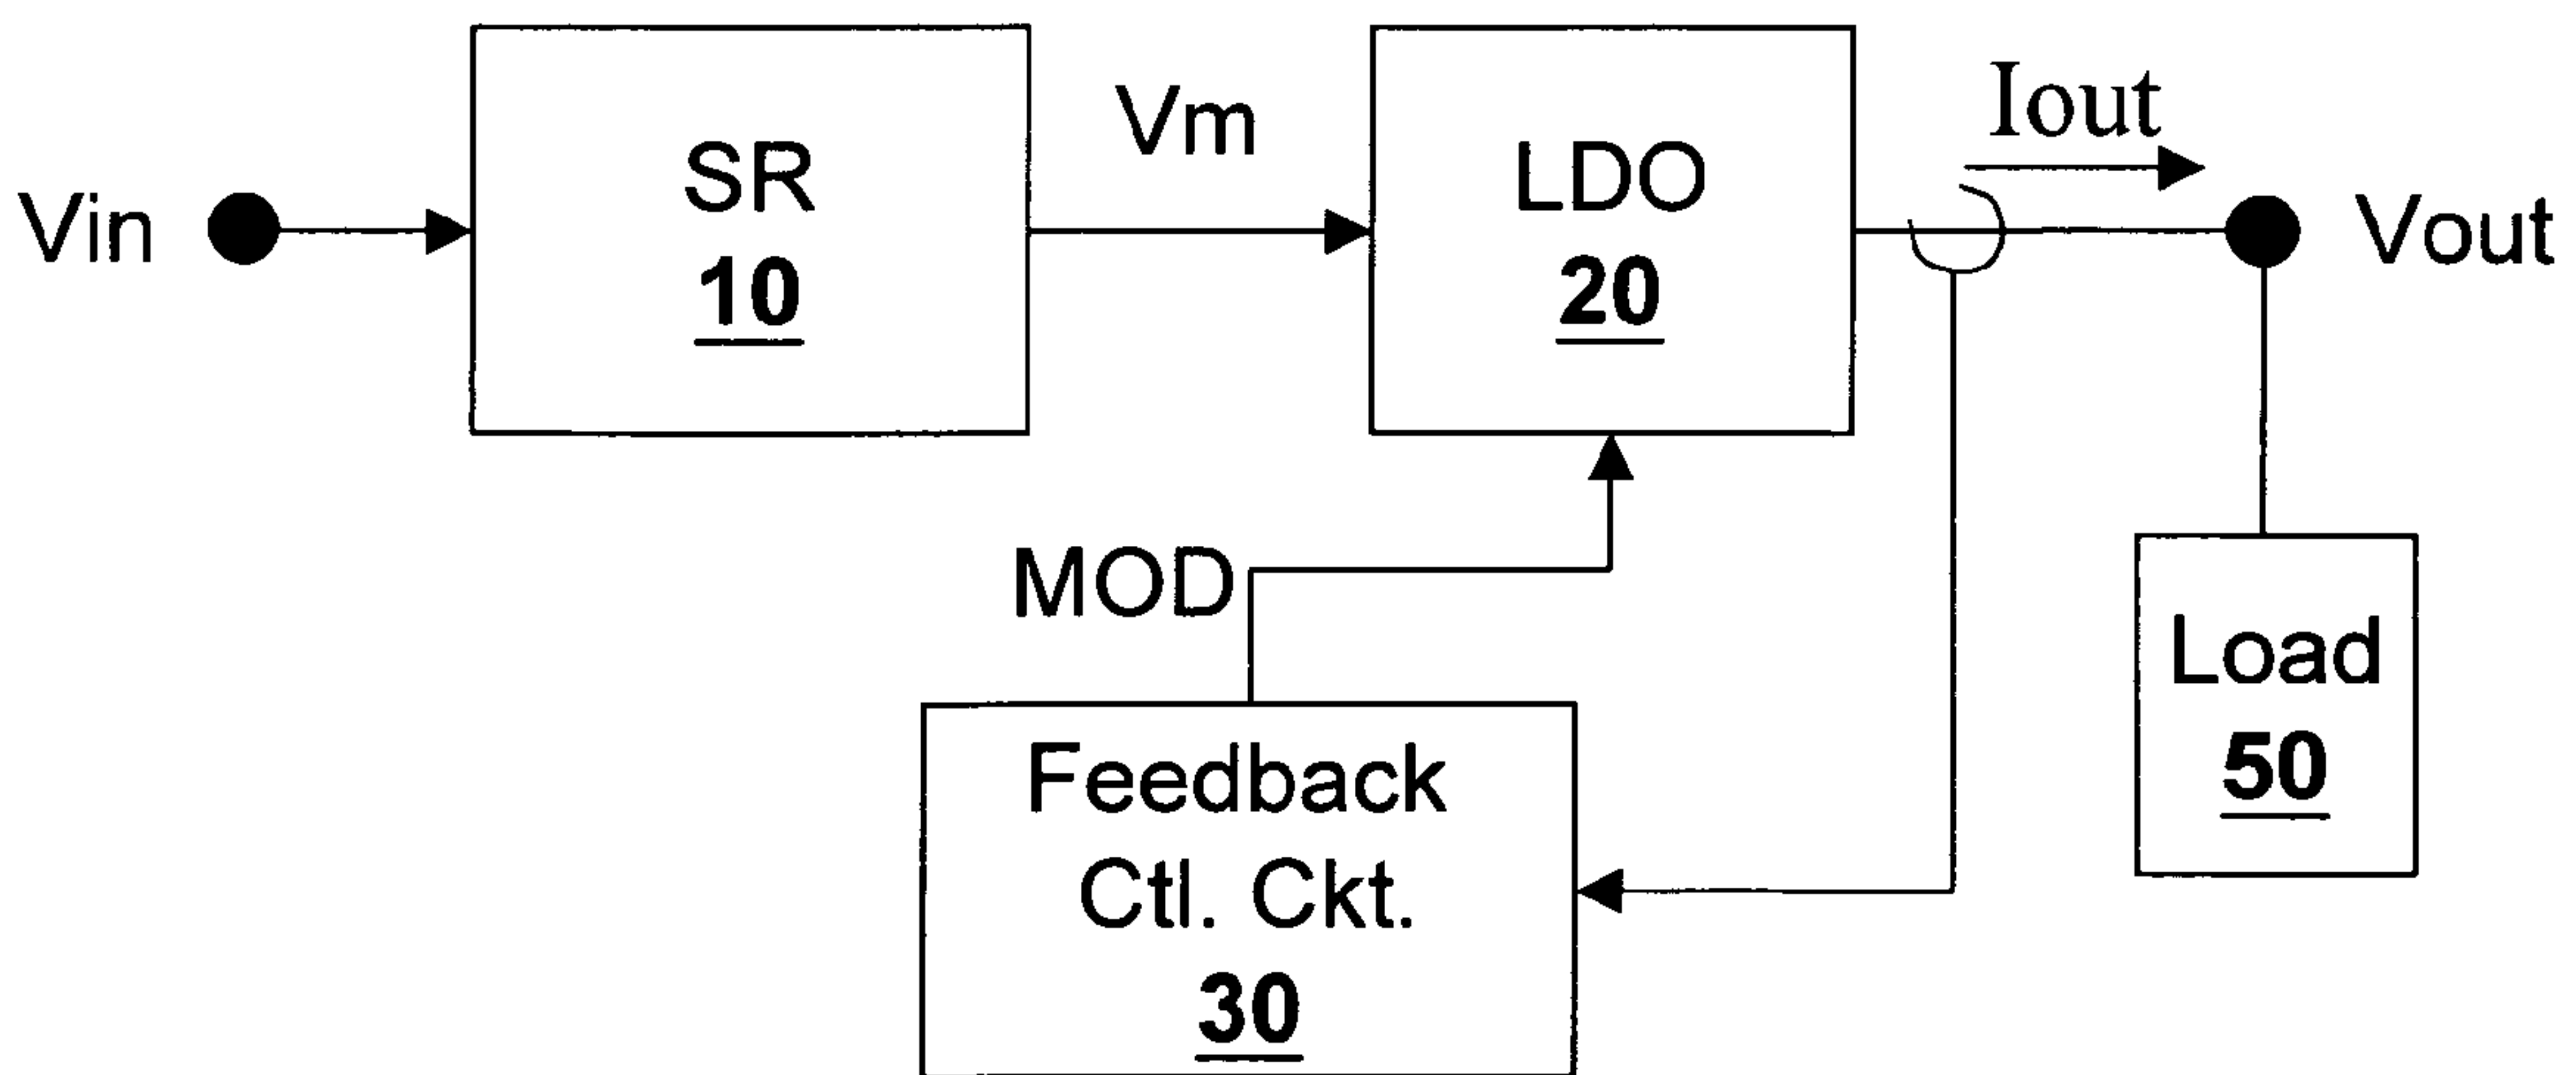 Vin
SR
10
Vm
LDO
20
Iout
Vout
MOD
Feedback
Ctl. Ckt.
30
Load
50